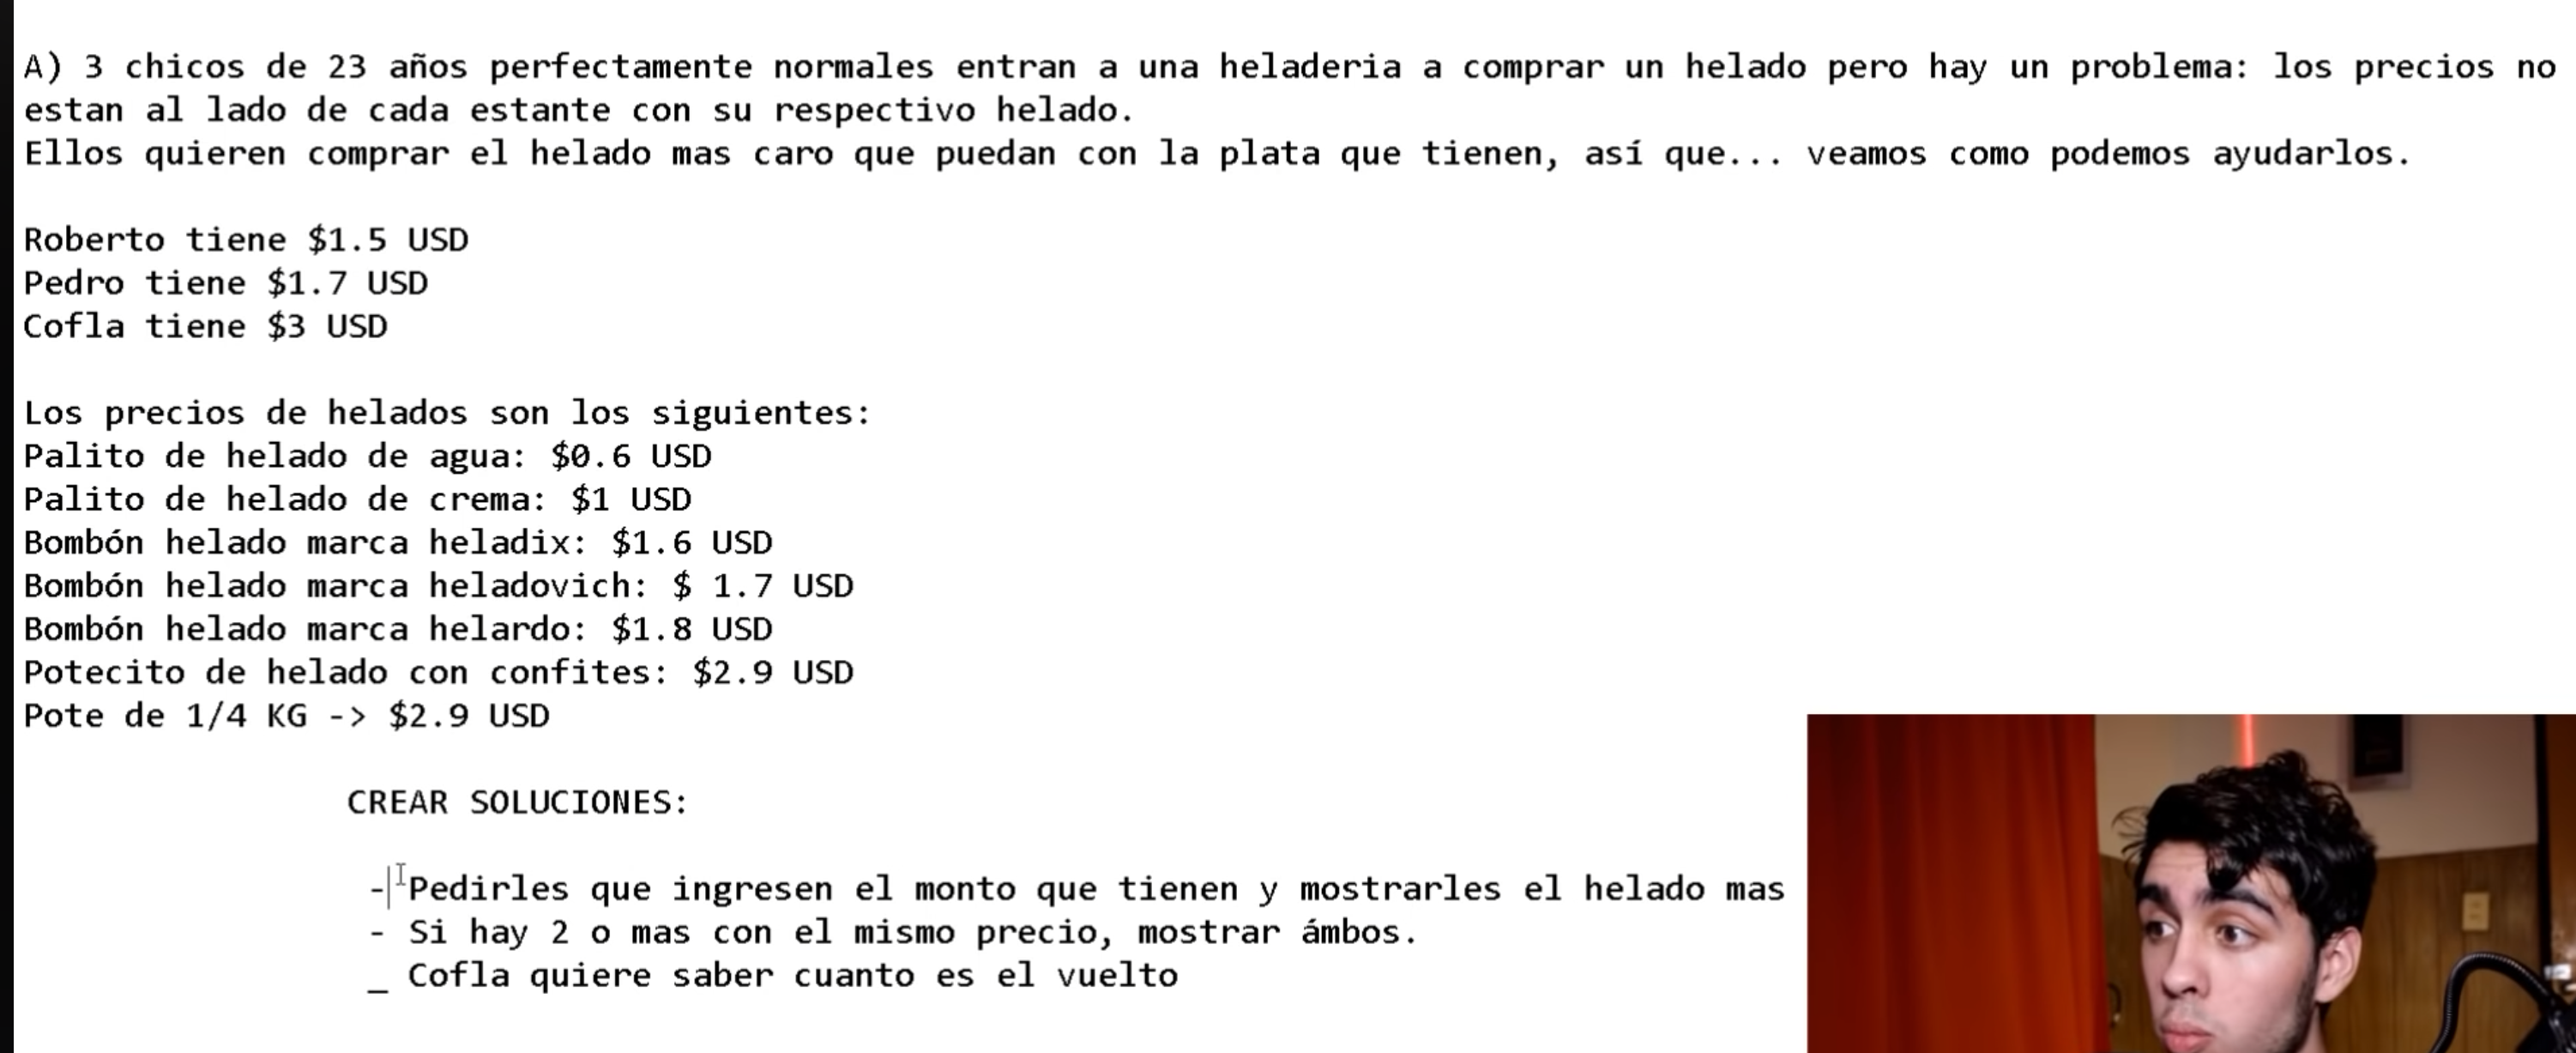 A) 3 chicos de 23 años perfectamente normales entran a una heladeria a comprar un helado pero hay un problema: los precios no
estan al lado de cada estante con su respectivo helado.
Ellos quieren comprar el helado mas caro que puedan con la plata que tienen, así que... veamos como podemos ayudarlos.
Roberto tiene $1.5 USD
Pedro tiene $1.7 USD
Cofla tiene $3 USD
Los precios de helados son los siguientes:
Palito de helado de agua: $0.6 USD
Palito de helado de crema: $1 USD
Bombón helado marca heladix: $1.6 USD
Bombón helado marca heladovich: $ 1.7 USD
Bombón helado marca helardo: $1.8 USD
Potecito de helado con confites: $2.9 USD
Pote de 1/4 KG -> $2.9 USD
CREAR SOLUCIONES:
- Pedirles que ingresen el monto que tienen y mostrarles el helado mas
- Si hay 2 o mas con el mismo precio, mostrar ámbos.
_ Cofla quiere saber cuanto es el vuelto